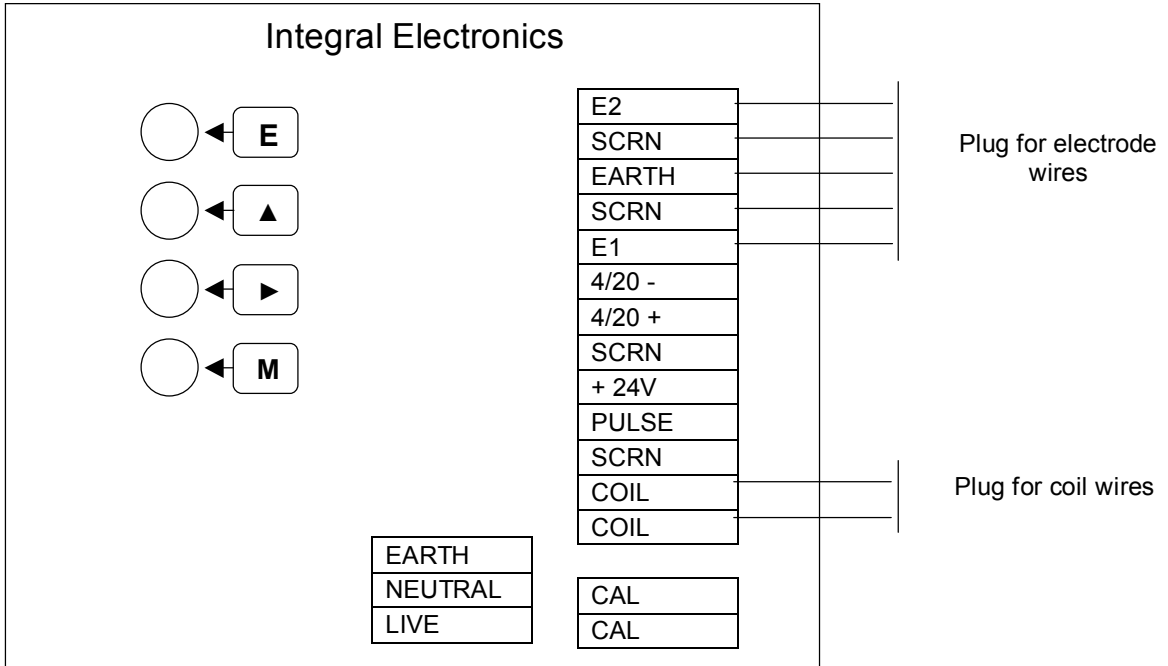 Integral Electronics
E
▲
►
M
E2
SCRN
EARTH
SCRN
E1
4/20 -
4/20 +
SCRN
+ 24V
PULSE
SCRN
COIL
COIL
Plug for electrode
wires
Plug for coil wires
EARTH
NEUTRAL
LIVE
CAL
CAL